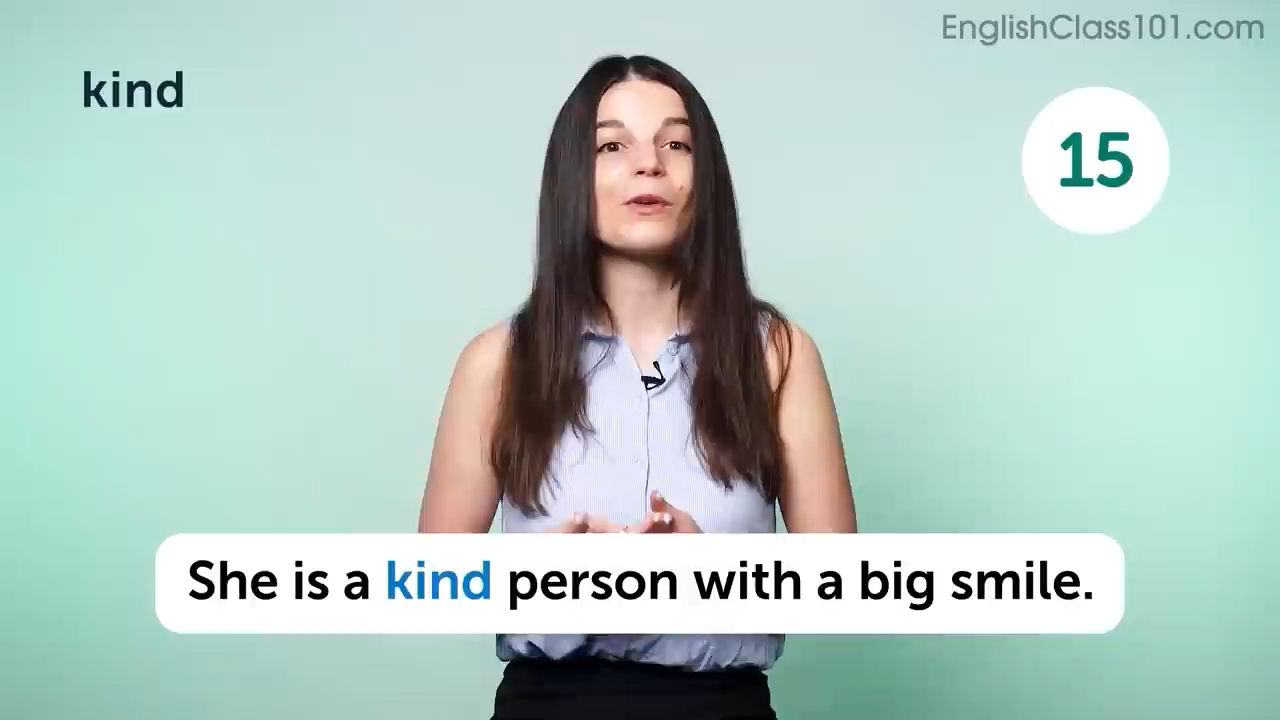 EnglishClass101.com
kind
15
She is a kind person with a big smile.